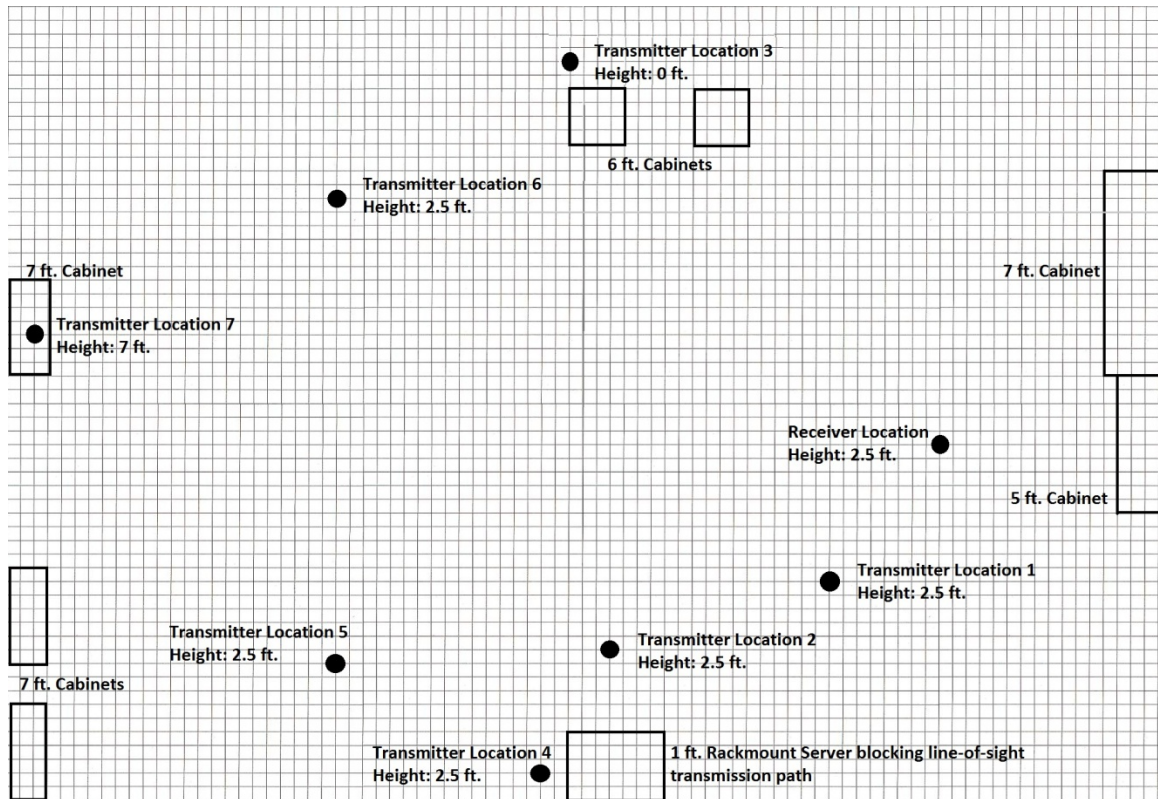 Transmitter Location 3
Height: 0 ft.
6 ft. Cabinets
Transmitter Location 6
Height: 2.5 ft.
7 ft. Cabinet
7 ft. Cabinet
Transmitter Location 7
Height: 7 ft.
Receiver Location
Height: 2.5 ft.
5 ft. Cabinet
Transmitter Location 1
Height: 2.5 ft.
Transmitter Location 5
Height: 2.5 ft.
Transmitter Location 2
Height: 2.5 ft.
7 ft. Cabinets
Transmitter Location 4
Height: 2.5 ft.
1 ft. Rackmount Server blocking line-of-sight
transmission path